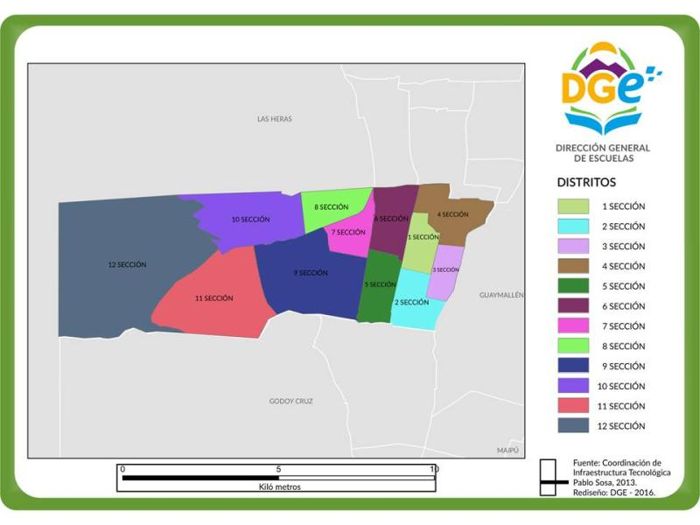 DGe
DIRECCIÓN GENERAL
DE ESCUELAS
DISTRITOS
1 SECCIÓN
2 SECCIÓN
3 SECCIÓN
4 SECCIÓN
5 SECCIÓN
6 SECCIÓN
7 SECCIÓN
8 SECCIÓN
9 SECCIÓN
10 SECCIÓN
11 SECCIÓN
12 SECCIÓN
LAS HERAS
8 SECCIÓN
4 SECCIÓN
10 SECCIÓN
6 SECCIÓN
7 SECCIÓN
1 SECCIÓN
12 SECCIÓN
9 SECCIÓN
3 SECCIÓN
5 SECCIÓN
11 SECCIÓN
2 SECCIÓN
GUAYMALLÉN
GODOY CRUZ
MAIPÚ
0 5 10
Kiló metros
Fuente: Coordinación de
Infraestructura Tecnológica
Pablo Sosa, 2013.
Rediseño: DGE - 2016.